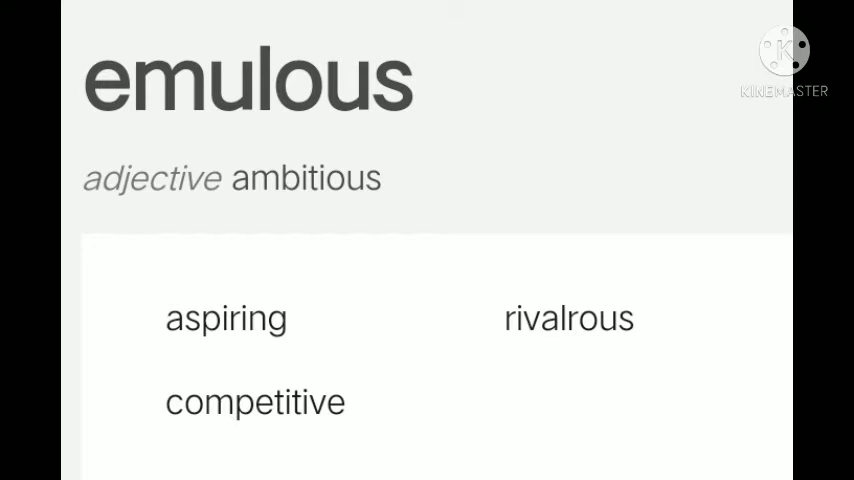 emulous
KINEMASTER
adjective ambitious
aspiring rivalrous
competitive